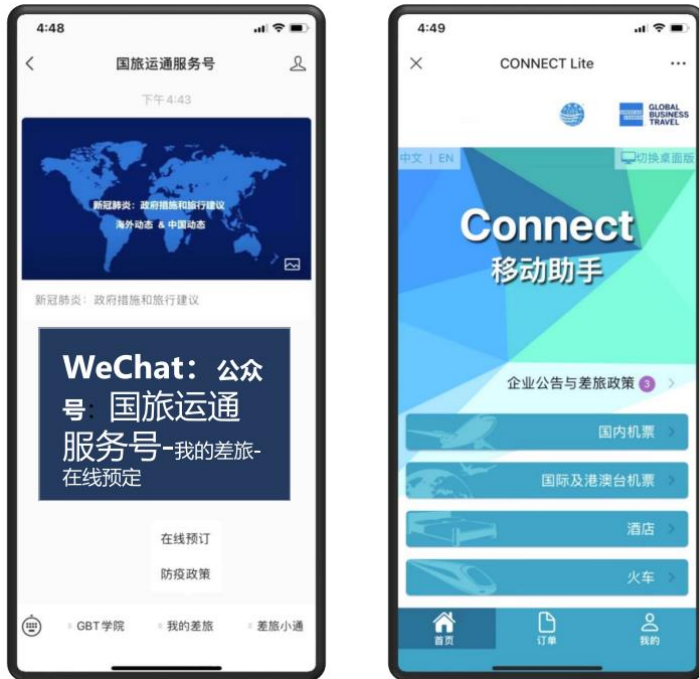 4:48
国旅运通服务号
下午 4:43
新冠肺炎：政府措施和旅行建议
海外动态 & 中国动态
新冠肺炎：政府措施和旅行建议
WeChat：公众
号：国旅运通
服务号-我的差旅-
在线预定
在线预订
防疫政策
GBT学院
我的差旅
差旅小通
4:49
CONNECT Lite
GLOBAL
BUSINESS
TRAVEL
中文 | EN
切换桌面版
Connect
移动助手
企业公告与差旅政策 3
国内机票
国际及港澳台机票
酒店
火车
首页
订单
我的